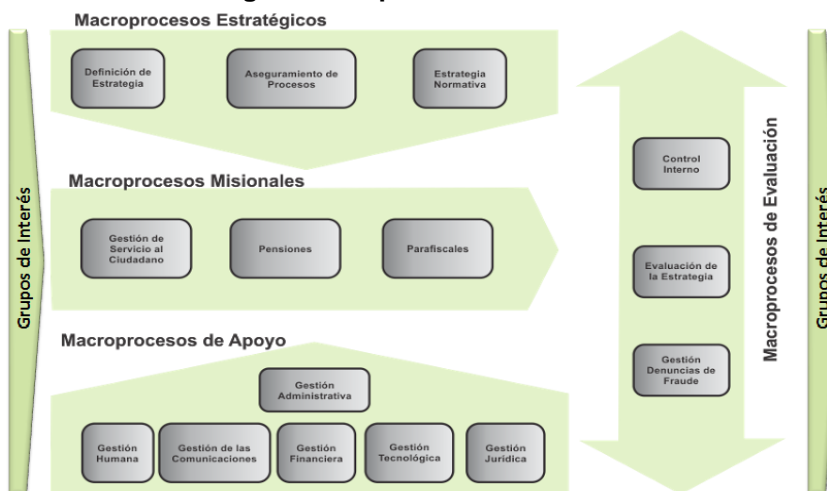 Macroprocesos Estratégicos
Definición de
Estrategia
Aseguramiento de
Procesos
Estrategia
Normativa
Grupos de Interés
Macroprocesos Misionales
Gestión de
Servicio al
Ciudadano
Pensiones
Parafiscales
Macroprocesos de Apoyo
Gestión
Administrativa
Gestión
Humana
Gestión de las
Comunicaciones
Gestión
Financiera
Gestión
Tecnológica
Gestión
Jurídica
Control
Interno
Evaluación de
la Estrategia
Gestión
Denuncias de
Fraude
Macroprocesos de Evaluación
Grupos de Interés